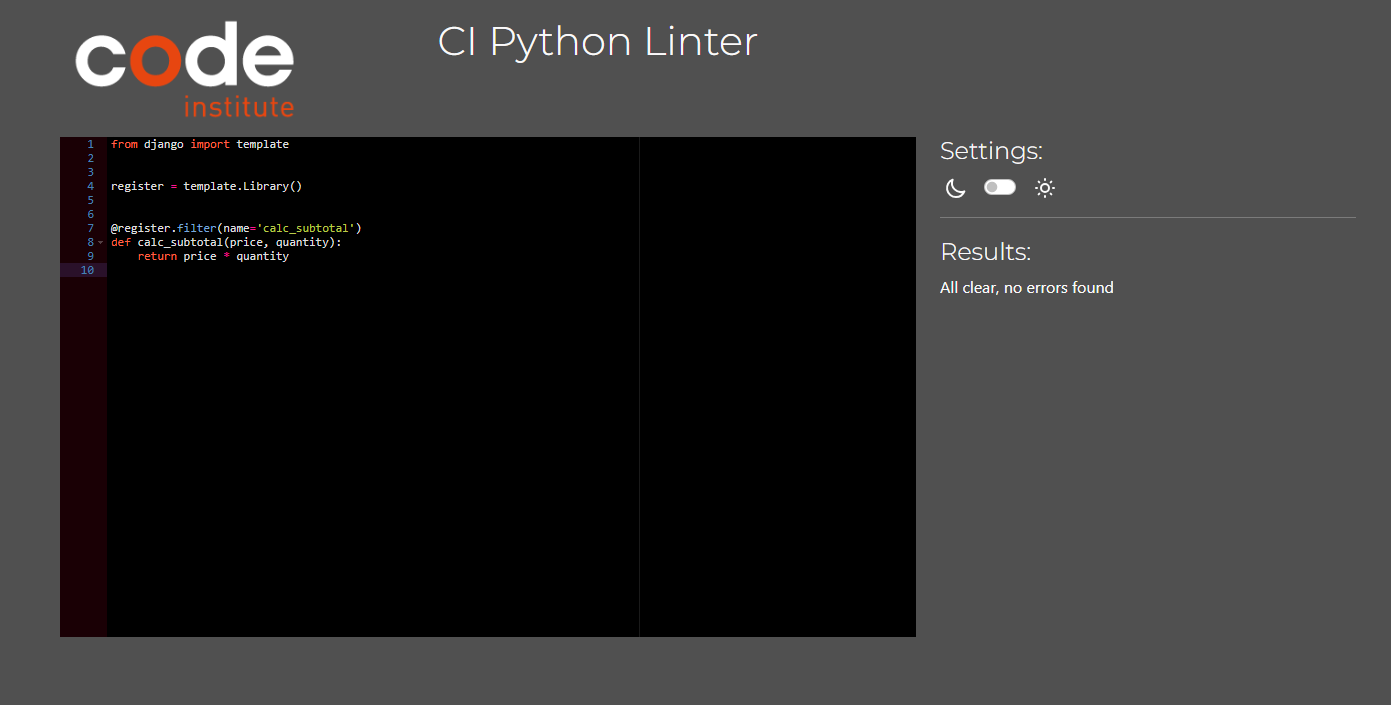 code
institute
CI Python Linter
1 from django import template
2
3
4 register = template.Library()
5
6
7 @register.filter(name='calc_subtotal')
8 def calc_subtotal(price, quantity):
9     return price * quantity
10
Settings:
Results:
All clear, no errors found